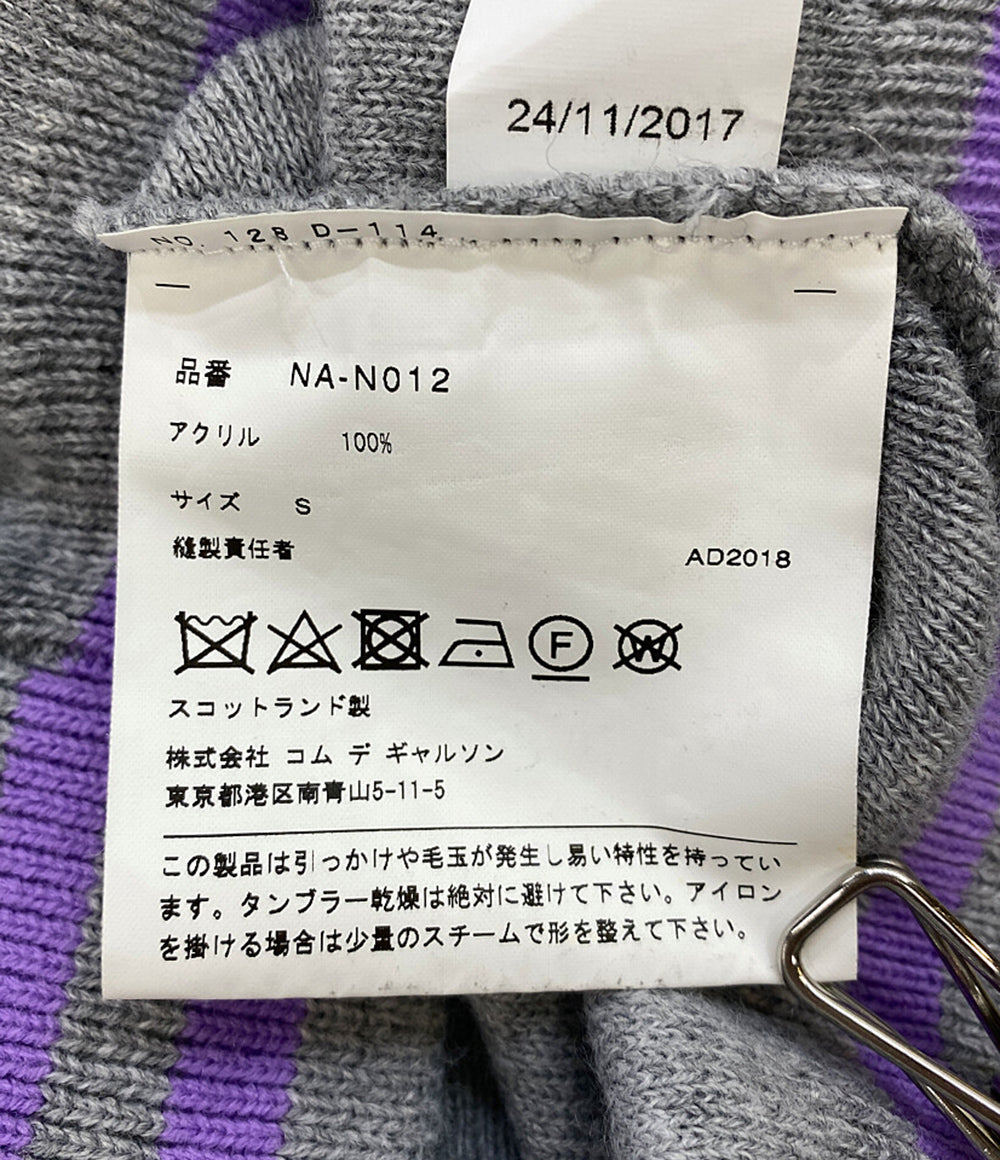 24/11/2017
NO. 128 D-114
品番 NA-N012
アクリル 100%
サイズ S
縫製責任者
AD2018
F W
スコットランド製
株式会社 コム デ ギャルソン
東京都港区南青山5-11-5
この製品は引っかけや毛玉が発生し易い特性を持ってい
ます。タンブラー乾燥は絶対に避けて下さい。アイロン
を掛ける場合は少量のスチームで形を整えて下さい。